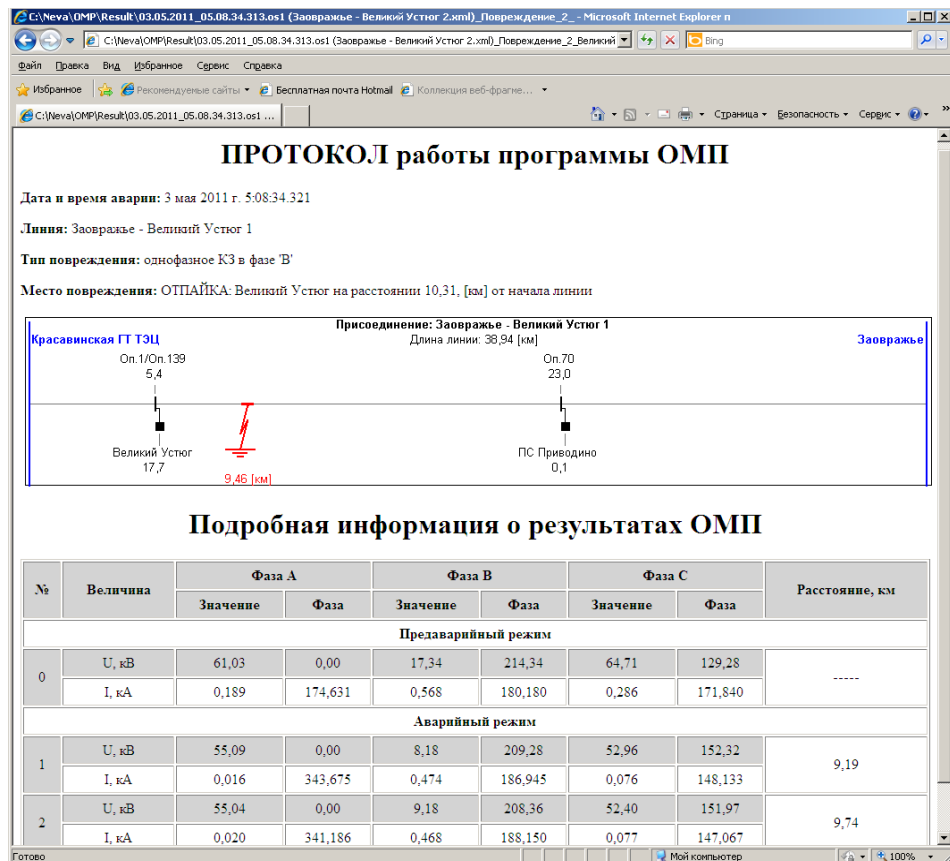 C:\Neva\OMP\Result\03.05.2011_05.08.34.313.os1 (Заовражье - Великий Устюг 2.xml)_Повреждение_2_ - Microsoft Internet Explorer п
C:\Neva\OMP\Result\03.05.2011_05.08.34.313.os1 (Заовражье - Великий Устюг 2.xml)_Повреждение_2_Великий
Bing
Файл Правка Вид Избранное Сервис Справка
Избранное Рекомендуемые сайты Бесплатная почта Hotmail Коллекция веб-фрагме...
C:\Neva\OMP\Result\03.05.2011_05.08.34.313.os1 ... Страница Безопасность Сервис
ПРОТОКОЛ работы программы ОМП
Дата и время аварии: 3 мая 2011 г. 5:08:34.321
Линия: Заовражье - Великий Устюг 1
Тип повреждения: однофазное КЗ в фазе 'В'
Место повреждения: ОТПАЙКА: Великий Устюг на расстоянии 10,31, [км] от начала линии
Присоединение: Заовражье - Великий Устюг 1
Красавинская ГТ ТЭЦ Длина линии: 38,94 [км] Заовражье
Оп.1/Оп.139 Оп.70
5,4 23,0
Великий Устюг ПС Приводино
17,7 0,1
9,46 [км]
Подробная информация о результатах ОМП
№ Величина Фаза А Фаза В Фаза С Расстояние, км
Значение Фаза Значение Фаза Значение Фаза
Предаварийный режим
0 U, кВ 61,03 0,00 17,34 214,34 64,71 129,28 -----
I, кА 0,189 174,631 0,568 180,180 0,286 171,840
Аварийный режим
1 U, кВ 55,09 0,00 8,18 209,28 52,96 152,32 9,19
I, кА 0,016 343,675 0,474 186,945 0,076 148,133
2 U, кВ 55,04 0,00 9,18 208,36 52,40 151,97 9,74
I, кА 0,020 341,186 0,468 188,150 0,077 147,067
Готово Мой компьютер 100%